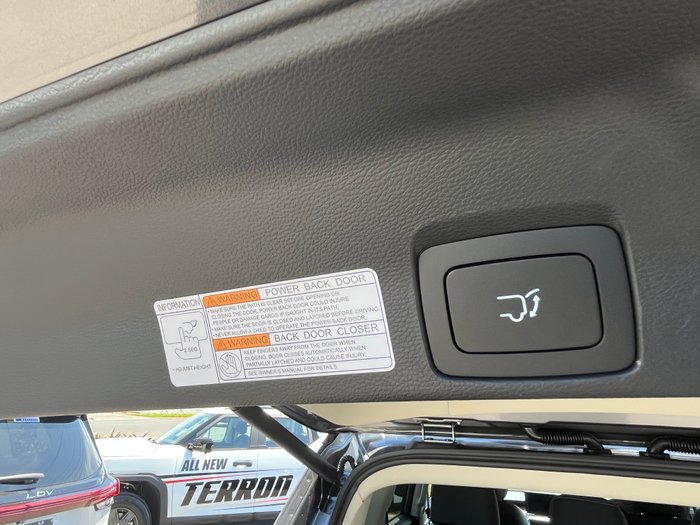 INFORMATION
2 SEC
• ADJUST HEIGHT
WARNING POWER BACK DOOR
• MAKE SURE THE PATH IS CLEAR BEFORE OPENING OR
CLOSING THE DOOR. POWER BACK DOOR COULD INJURE
PEOPLE OR DAMAGE CARGO IF CAUGHT IN ITS PATH.
• MAKE SURE THE DOOR IS CLOSED AND LATCHED BEFORE DRIVING.
• NEVER ALLOW A CHILD TO OPERATE THE POWER BACK DOOR.
WARNING BACK DOOR CLOSER
KEEP FINGERS AWAY FROM THE DOOR WHEN
CLOSING. DOOR CLOSES AUTOMATICALLY WHEN
PARTIALLY LATCHED AND COULD CAUSE INJURY.
SEE OWNER'S MANUAL FOR DETAILS.
LDV
ALL NEW
TERRON